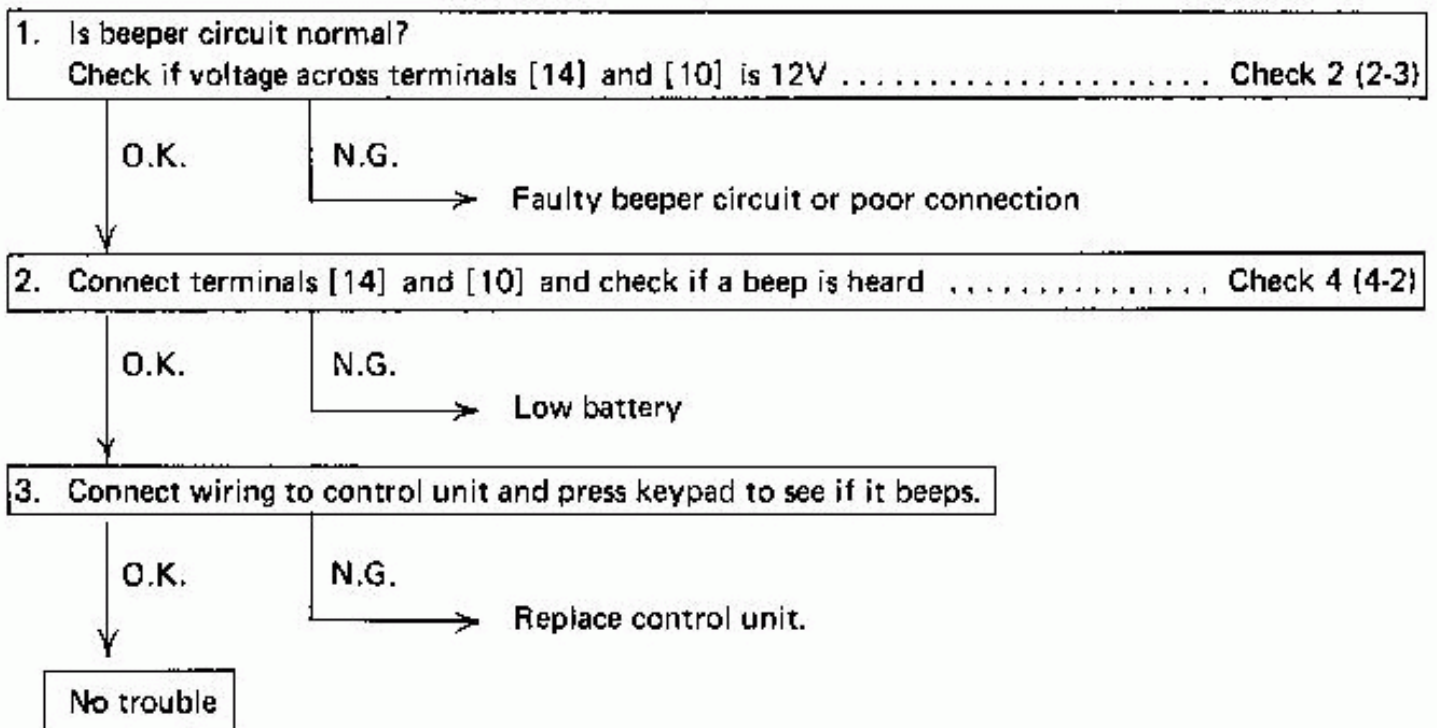 1. Is beeper circuit normal?
Check if voltage across terminals [14] and [10] is 12V ...................... Check 2 (2-3)
O.K. N.G.
Faulty beeper circuit or poor connection
2. Connect terminals [14] and [10] and check if a beep is heard ............... Check 4 (4-2)
O.K. N.G.
Low battery
3. Connect wiring to control unit and press keypad to see if it beeps.
O.K. N.G.
Replace control unit.
No trouble